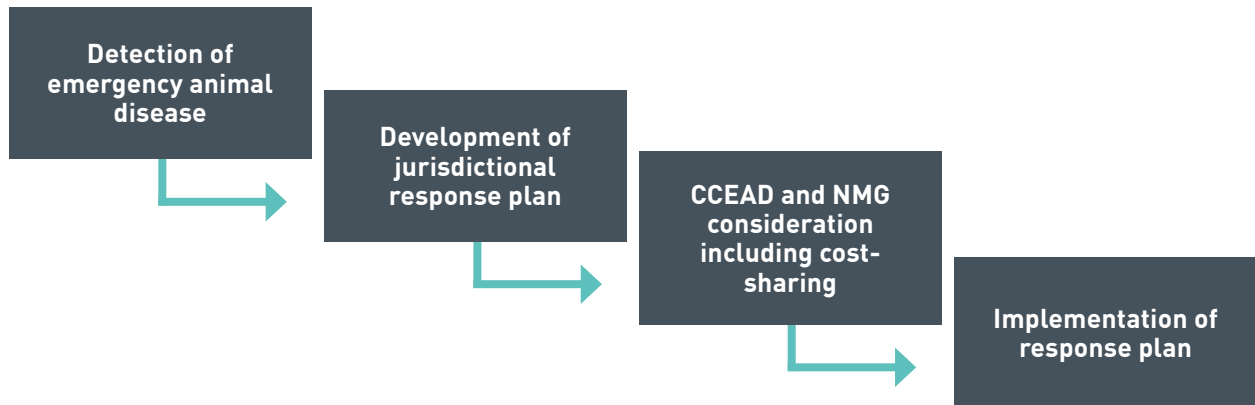 Detection of
emergency animal
disease
Development of
jurisdictional
response plan
CCEAD and NMG
consideration
including cost-
sharing
Implementation of
response plan